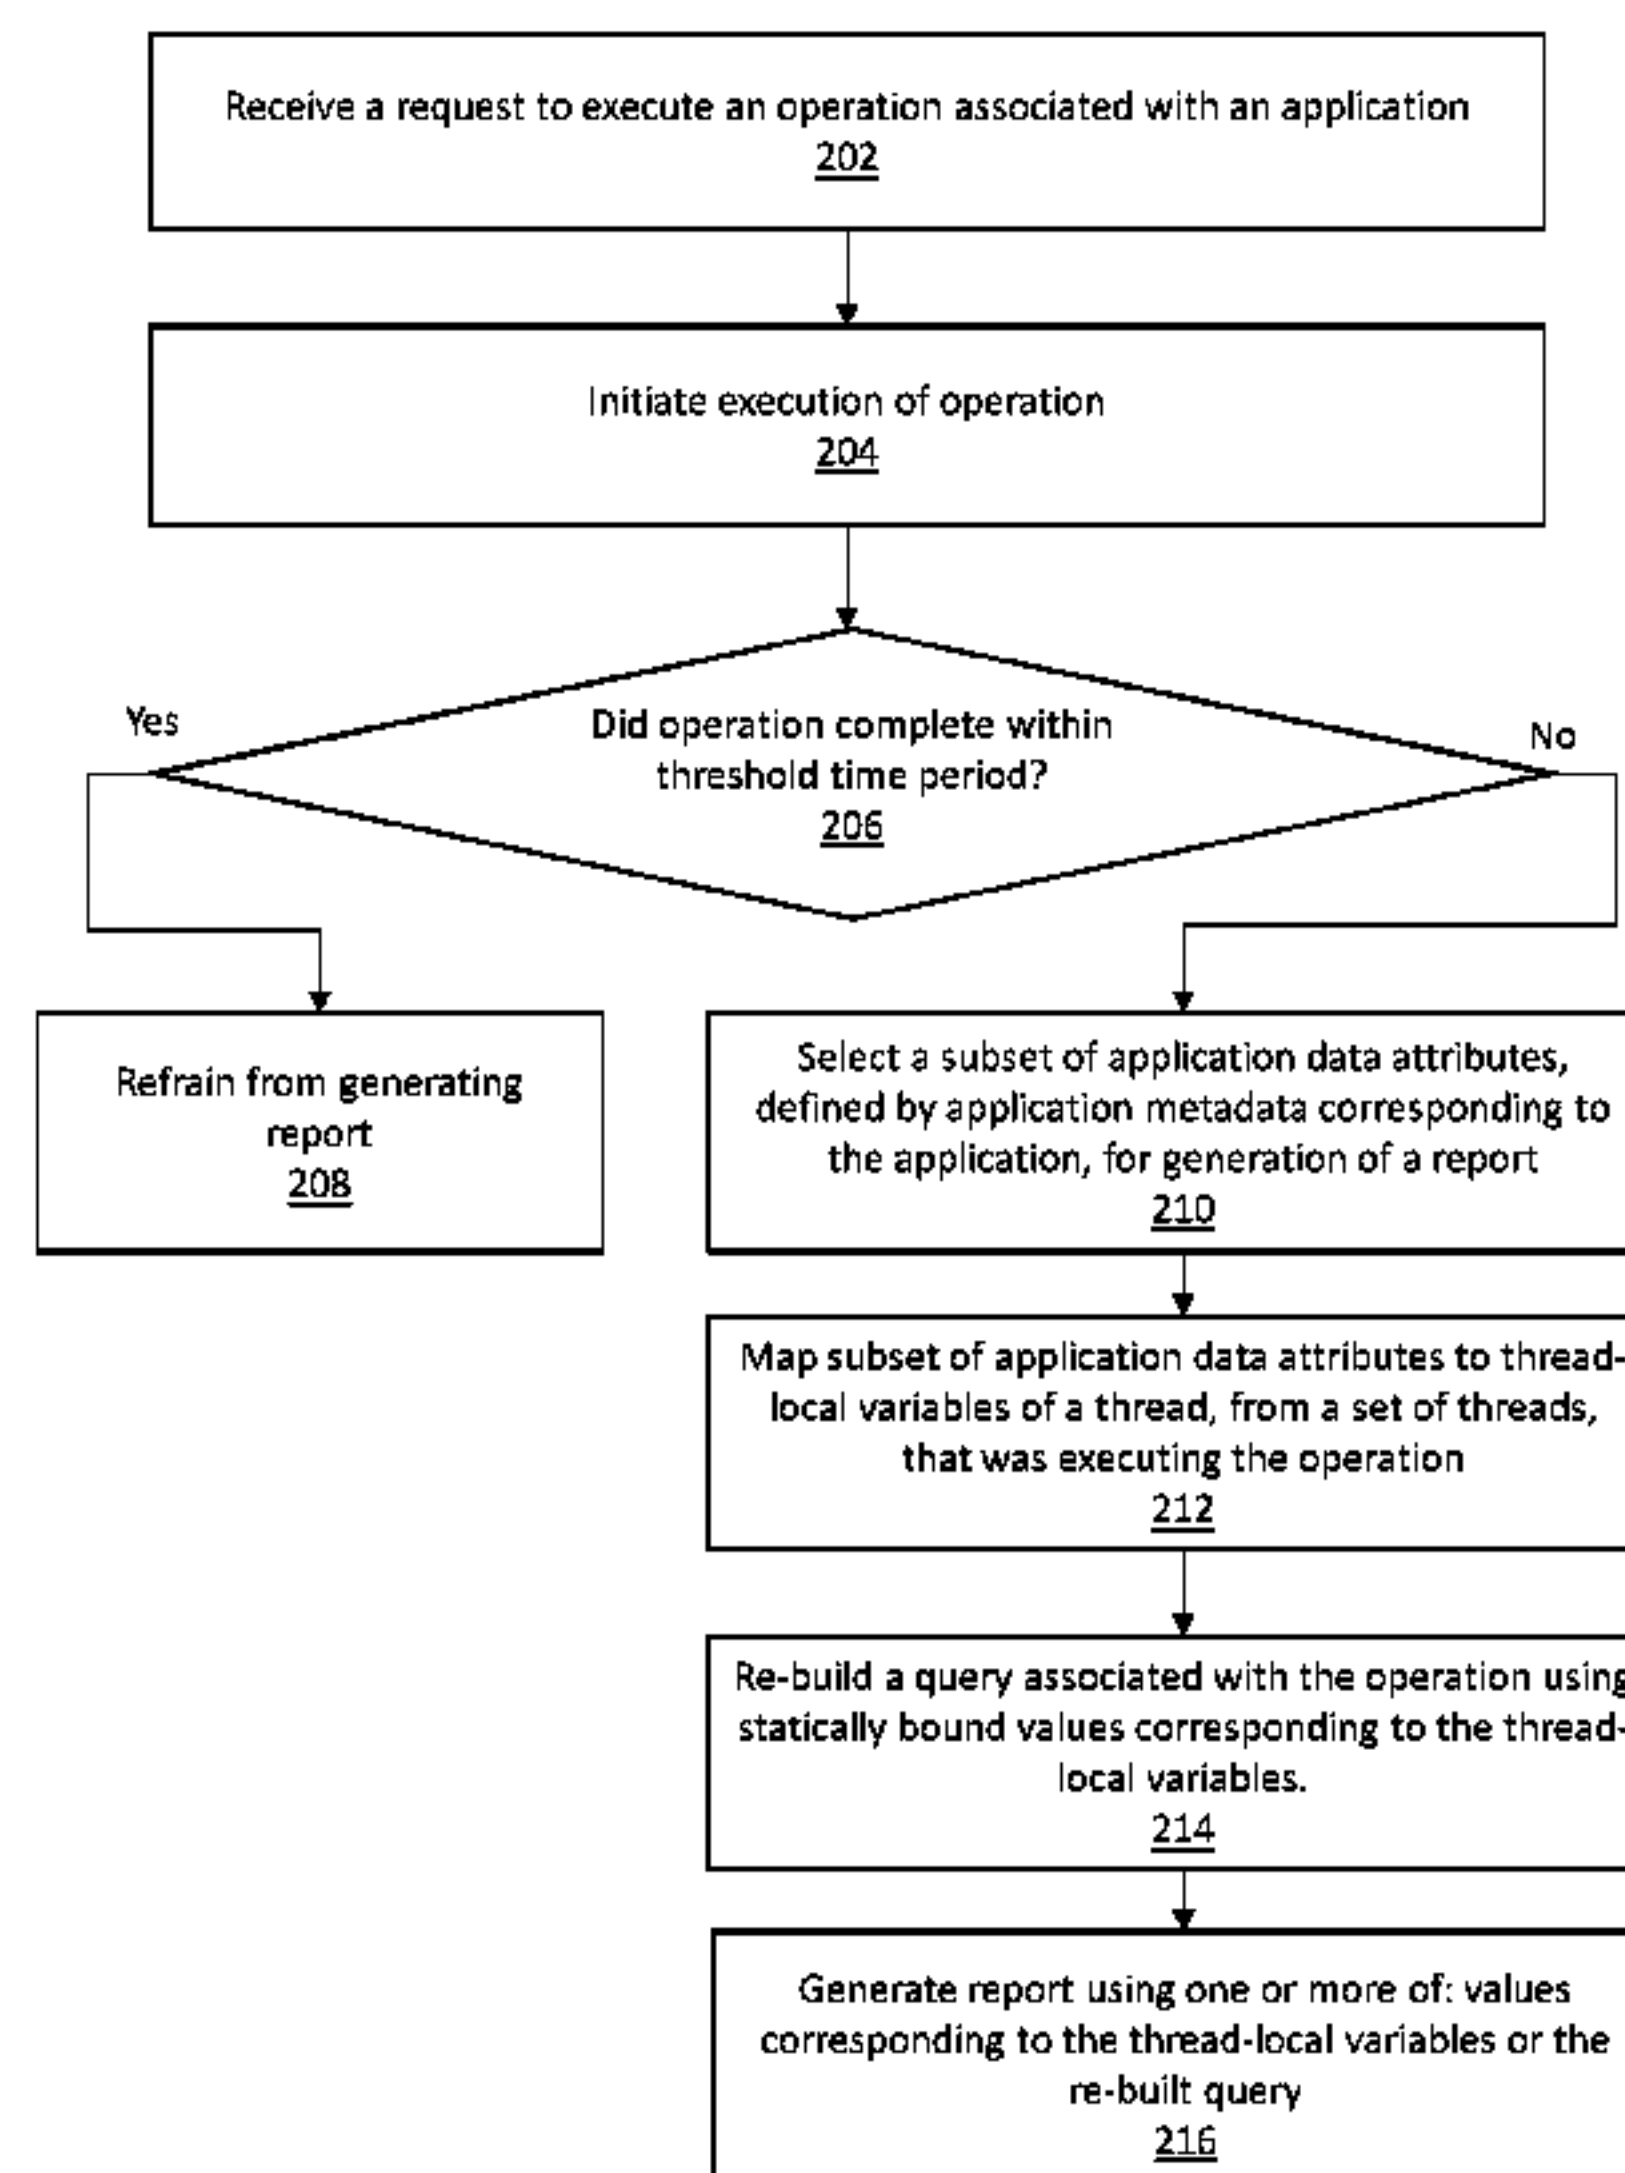 Receive a request to execute an operation associated with an application
202
Initiate execution of operation
204
Yes
No
Did operation complete within
threshold time period?
206
Refrain from generating
report
208
Select a subset of application data attributes,
defined by application metadata corresponding to
the application, for generation of a report
210
Map subset of application data attributes to thread-
local variables of a thread, from a set of threads,
that was executing the operation
212
Re-build a query associated with the operation using
statically bound values corresponding to the thread-
local variables.
214
Generate report using one or more of: values
corresponding to the thread-local variables or the
re-built query
216